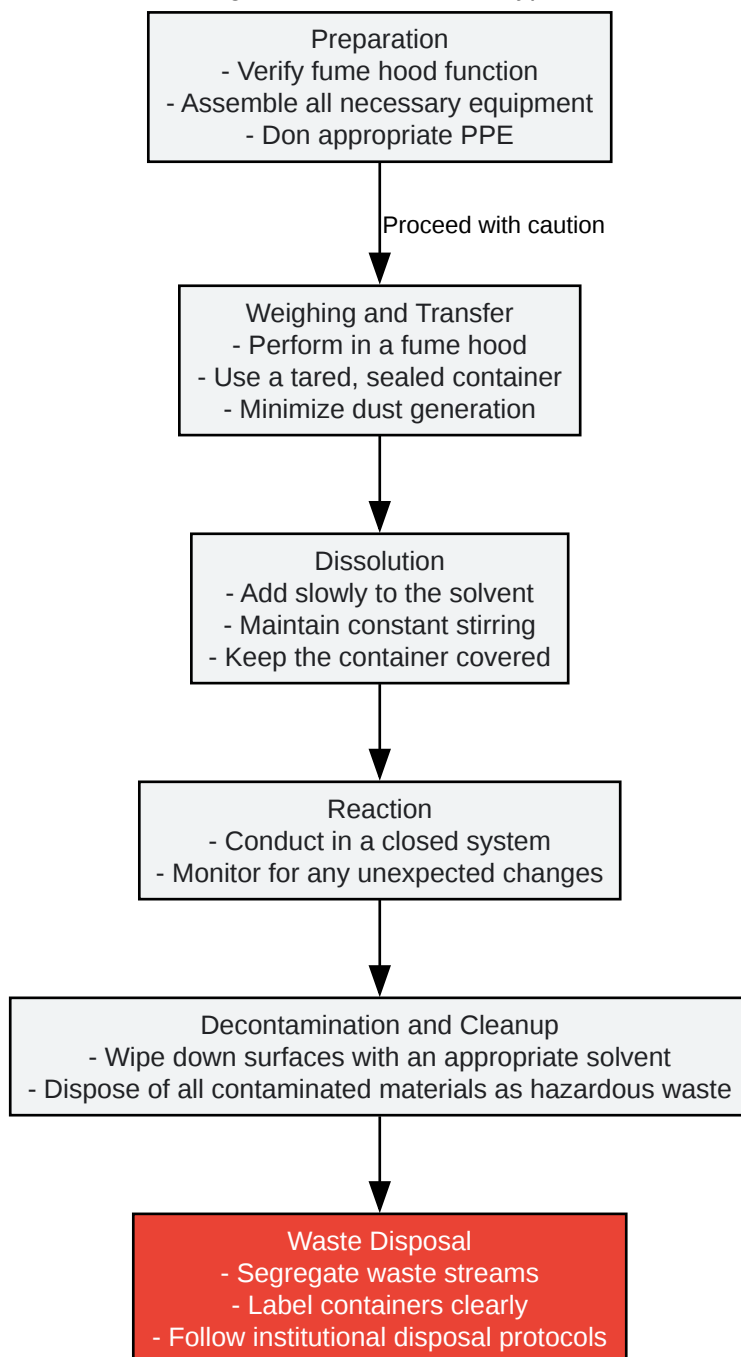 Preparation
- Verify fume hood function
- Assemble all necessary equipment
- Don appropriate PPE
Proceed with caution
Weighing and Transfer
- Perform in a fume hood
- Use a tared, sealed container
- Minimize dust generation
Dissolution
- Add slowly to the solvent
- Maintain constant stirring
- Keep the container covered
Reaction
- Conduct in a closed system
- Monitor for any unexpected changes
Decontamination and Cleanup
- Wipe down surfaces with an appropriate solvent
- Dispose of all contaminated materials as hazardous waste
Waste Disposal
- Segregate waste streams
- Label containers clearly
- Follow institutional disposal protocols